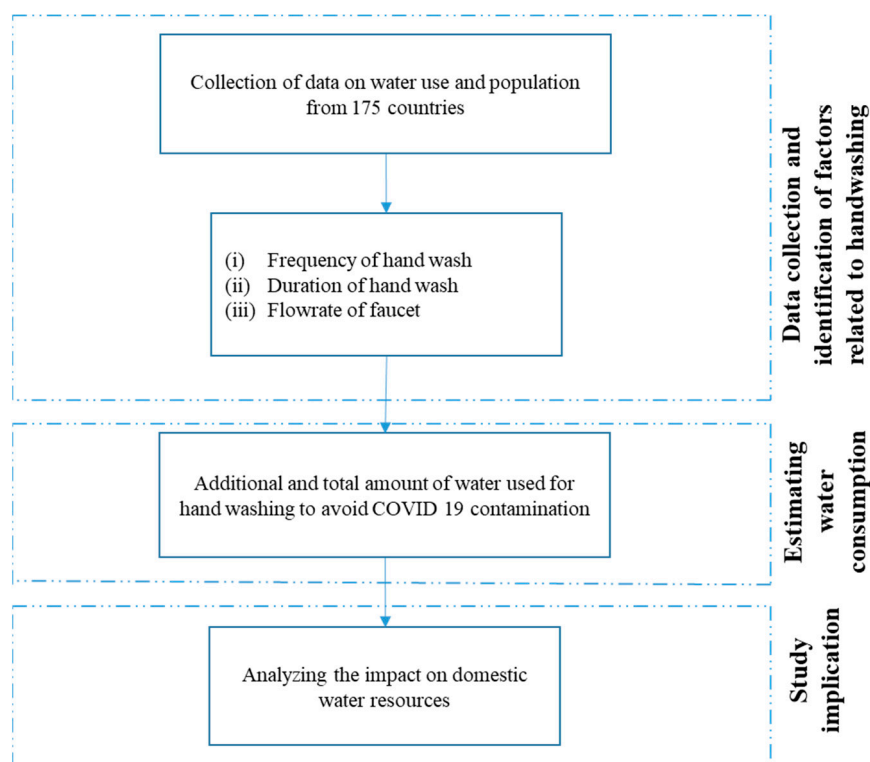 Collection of data on water use and population
from 175 countries
(i) Frequency of hand wash
(ii) Duration of hand wash
(iii) Flowrate of faucet
Data collection and
identification of factors
related to handwashing
Additional and total amount of water used for
hand washing to avoid COVID 19 contamination
Estimating
water
consumption
Analyzing the impact on domestic
water resources
Study
implication